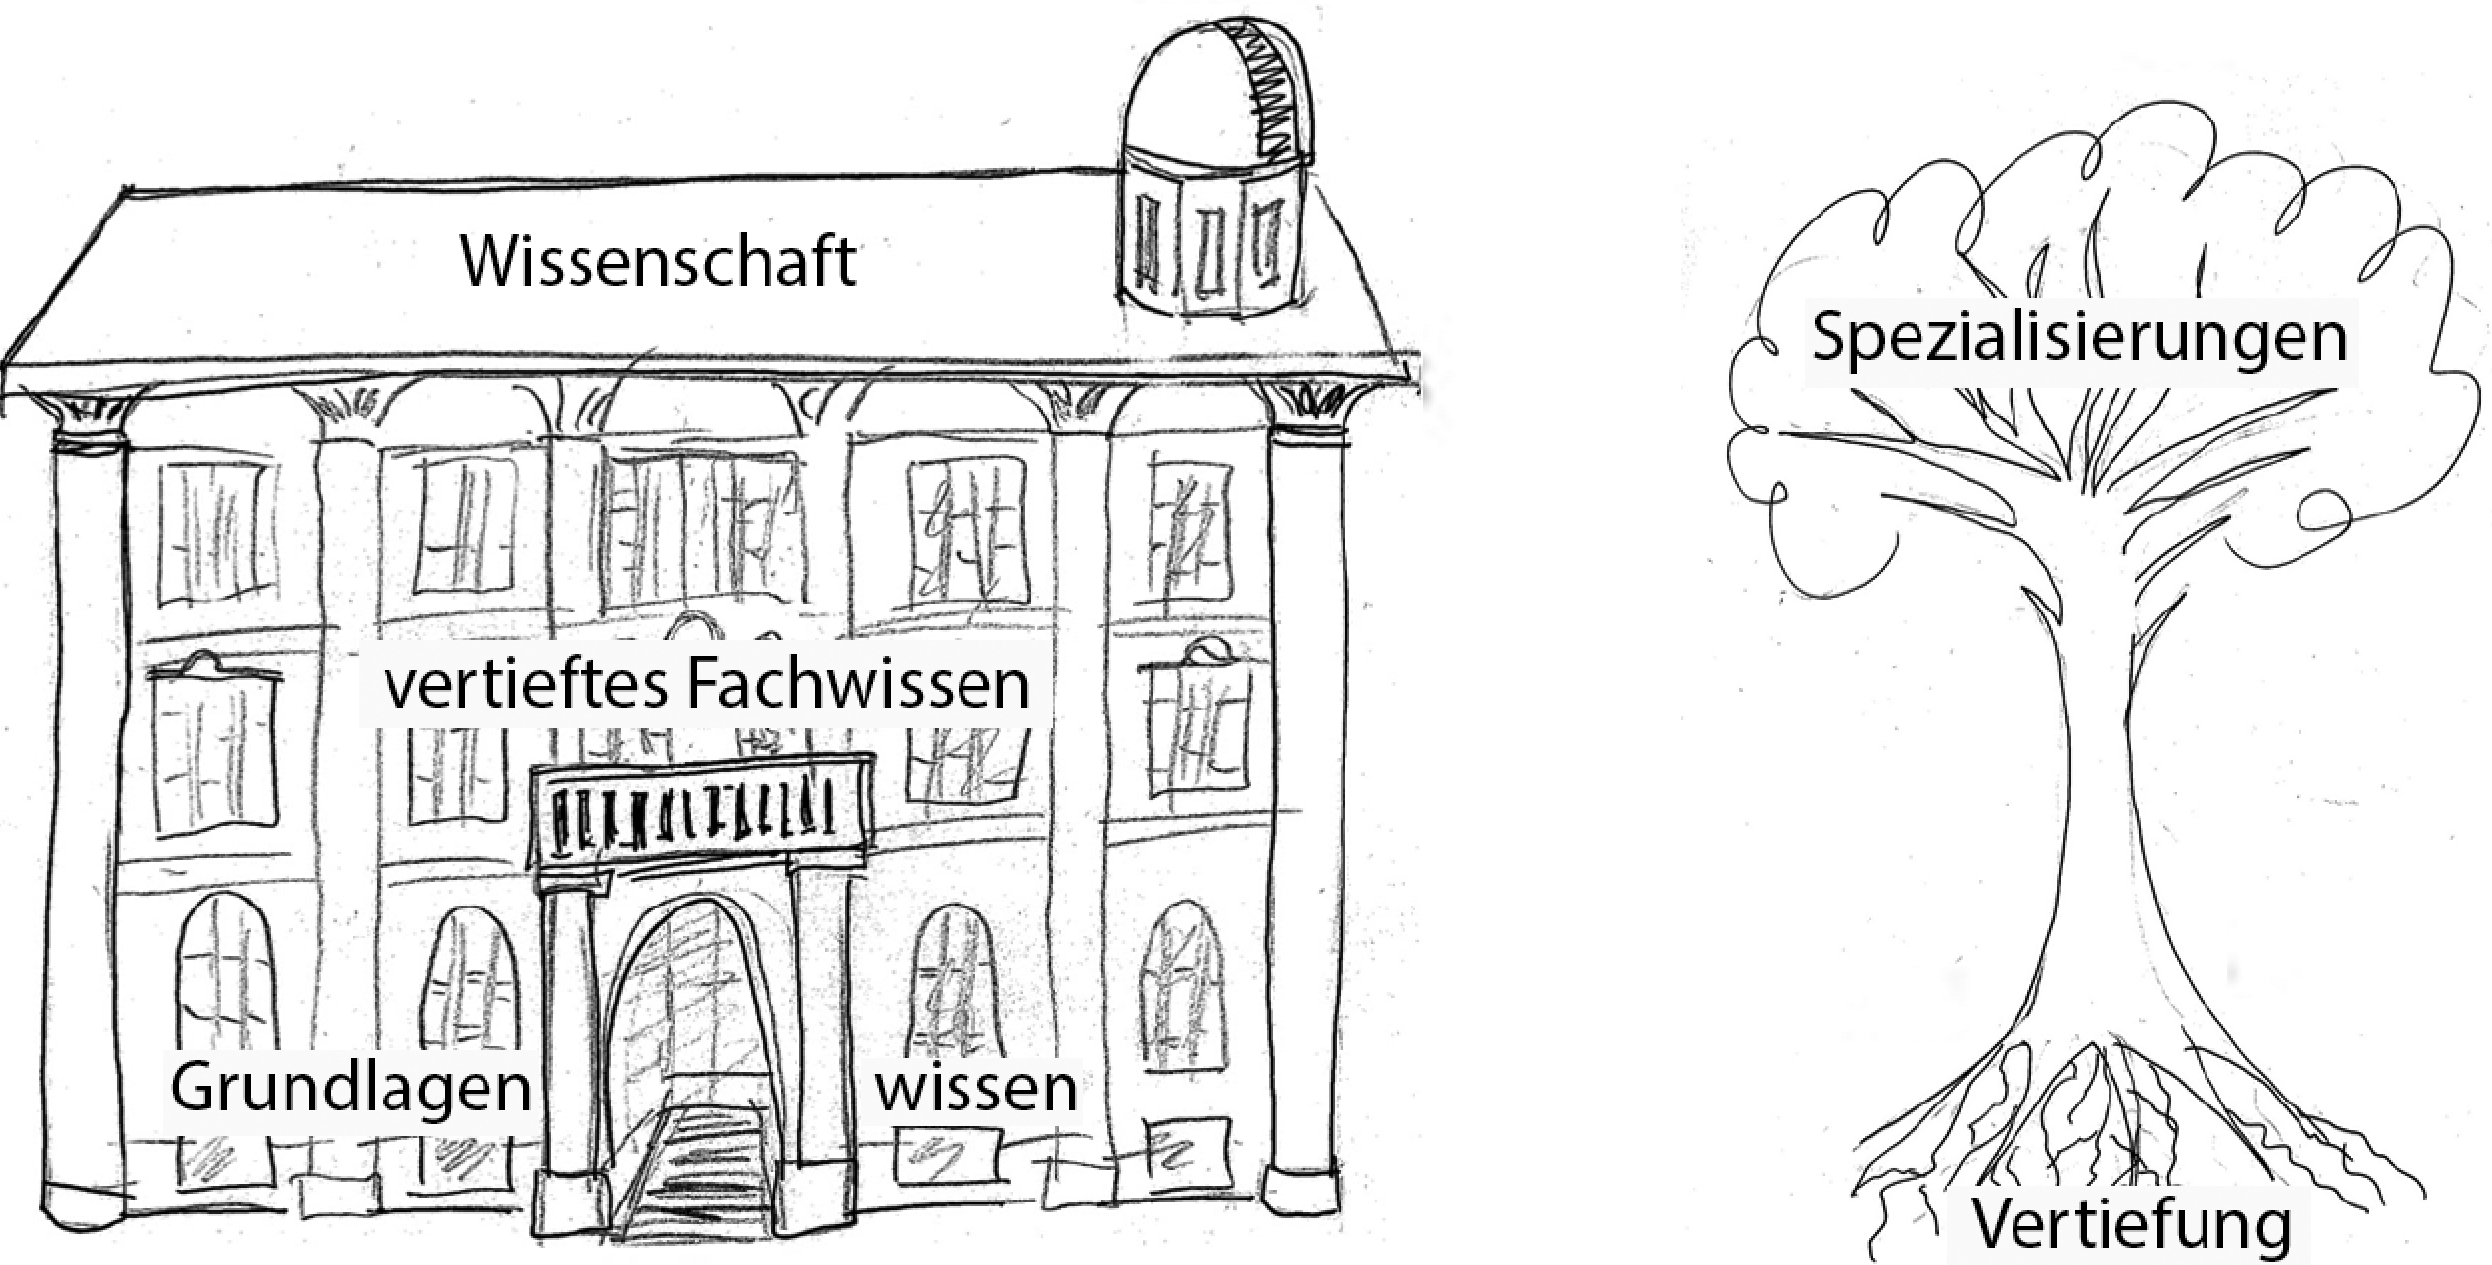 Wissenschaft
vertieftes Fachwissen
Grundlagen wissen
Spezialisierungen
Vertiefung